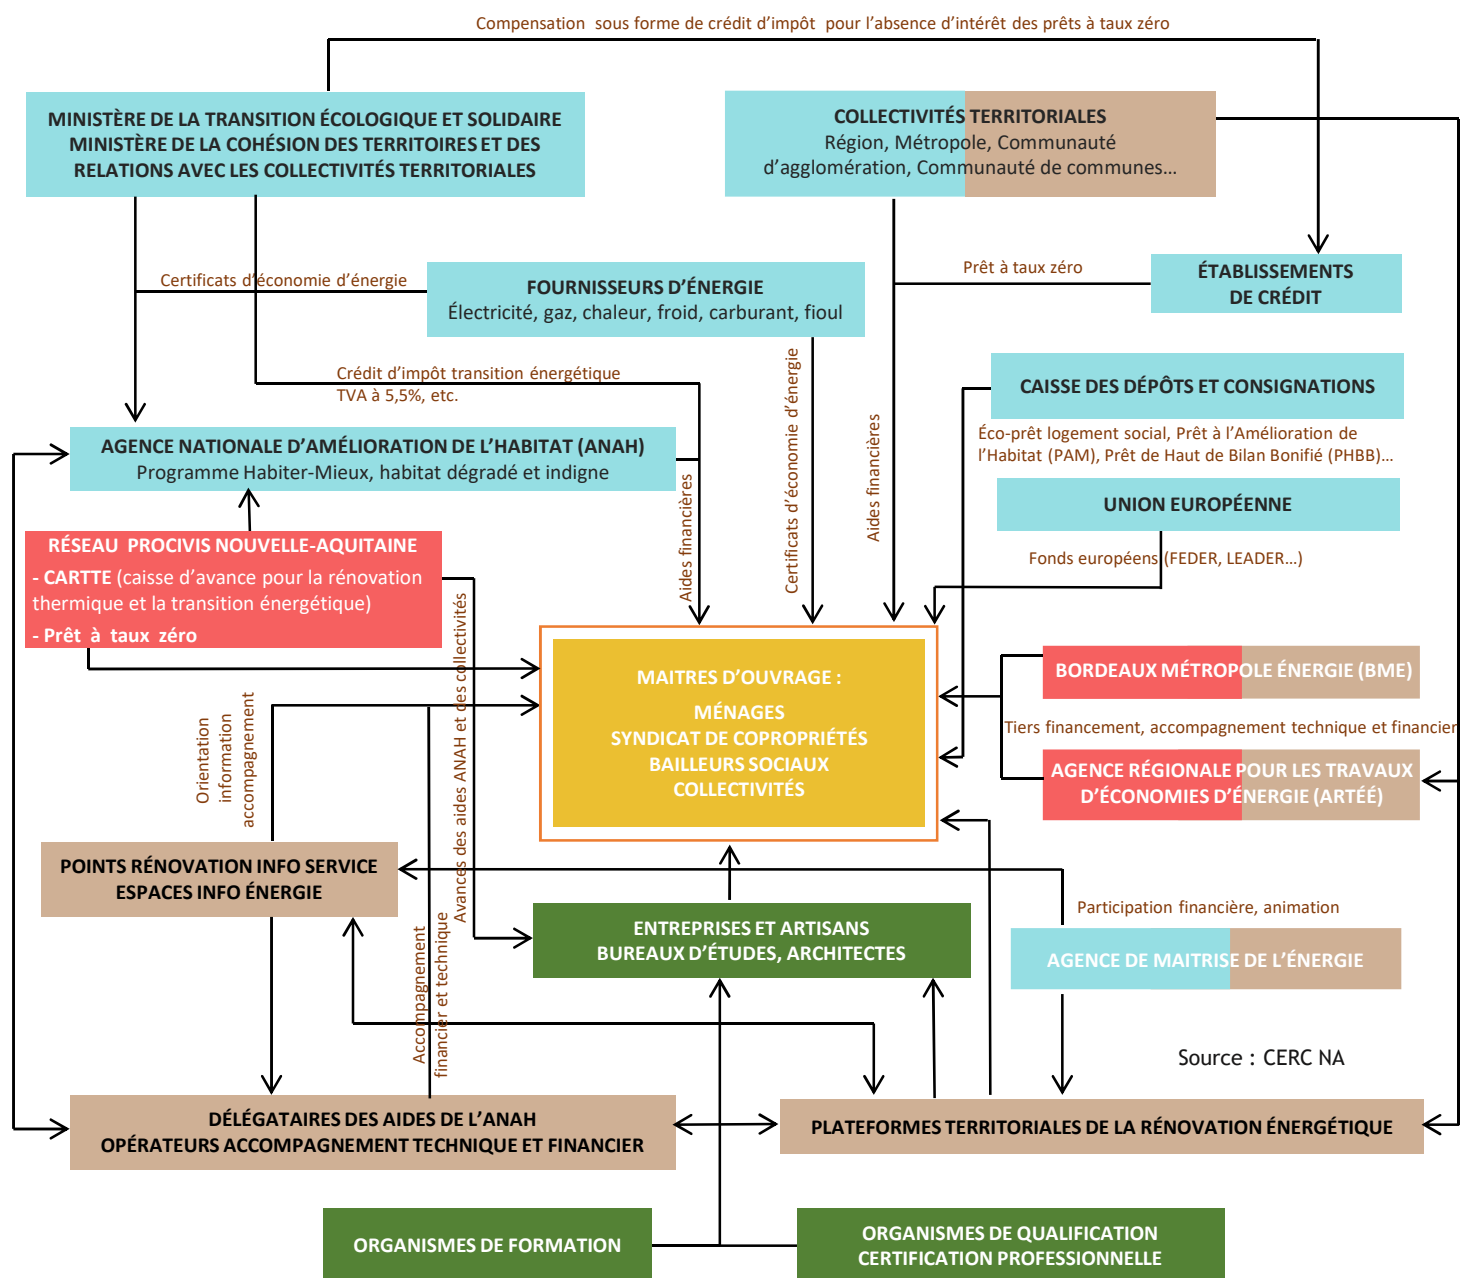 Compensation sous forme de crédit d'impôt pour l'absence d'intérêt des prêts à taux zéro
MINISTÈRE DE LA TRANSITION ÉCOLOGIQUE ET SOLIDAIRE
MINISTÈRE DE LA COHÉSION DES TERRITOIRES ET DES
RELATIONS AVEC LES COLLECTIVITÉS TERRITORIALES
COLLECTIVITÉS TERRITORIALES
Région, Métropole, Communauté
d'agglomération, Communauté de communes…
Certificats d'économie d'énergie
FOURNISSEURS D'ÉNERGIE
Électricité, gaz, chaleur, froid, carburant, fioul
Prêt à taux zéro
ÉTABLISSEMENTS
DE CRÉDIT
Crédit d'impôt transition énergétique
TVA à 5,5%, etc.
Certificats d'économie d'énergie
CAISSE DES DÉPÔTS ET CONSIGNATIONS
Éco-prêt logement social, Prêt à l'Amélioration de
l'Habitat (PAM), Prêt de Haut de Bilan Bonifié (PHBB)…
AGENCE NATIONALE D'AMÉLIORATION DE L'HABITAT (ANAH)
Programme Habiter-Mieux, habitat dégradé et indigne
Aides financières
Aides financières
UNION EUROPÉENNE
Fonds européens (FEDER, LEADER…)
RÉSEAU PROCIVIS NOUVELLE-AQUITAINE
- CARTTE (caisse d'avance pour la rénovation
thermique et la transition énergétique)
- Prêt à taux zéro
Avances des aides ANAH et des collectivités
MAITRES D'OUVRAGE :
MÉNAGES
SYNDICAT DE COPROPRIÉTÉS
BAILLEURS SOCIAUX
COLLECTIVITÉS
BORDEAUX MÉTROPOLE ÉNERGIE (BME)
Tiers financement, accompagnement technique et financier
AGENCE RÉGIONALE POUR LES TRAVAUX
D'ÉCONOMIES D'ÉNERGIE (ARTÉÉ)
Orientation
information
accompagnement
POINTS RÉNOVATION INFO SERVICE
ESPACES INFO ÉNERGIE
Accompagnement
financier et technique
ENTREPRISES ET ARTISANS
BUREAUX D'ÉTUDES, ARCHITECTES
Participation financière, animation
AGENCE DE MAITRISE DE L'ÉNERGIE
Source : CERC NA
DÉLÉGATAIRES DES AIDES DE L'ANAH
OPÉRATEURS ACCOMPAGNEMENT TECHNIQUE ET FINANCIER
PLATEFORMES TERRITORIALES DE LA RÉNOVATION ÉNERGÉTIQUE
ORGANISMES DE FORMATION
ORGANISMES DE QUALIFICATION
CERTIFICATION PROFESSIONNELLE